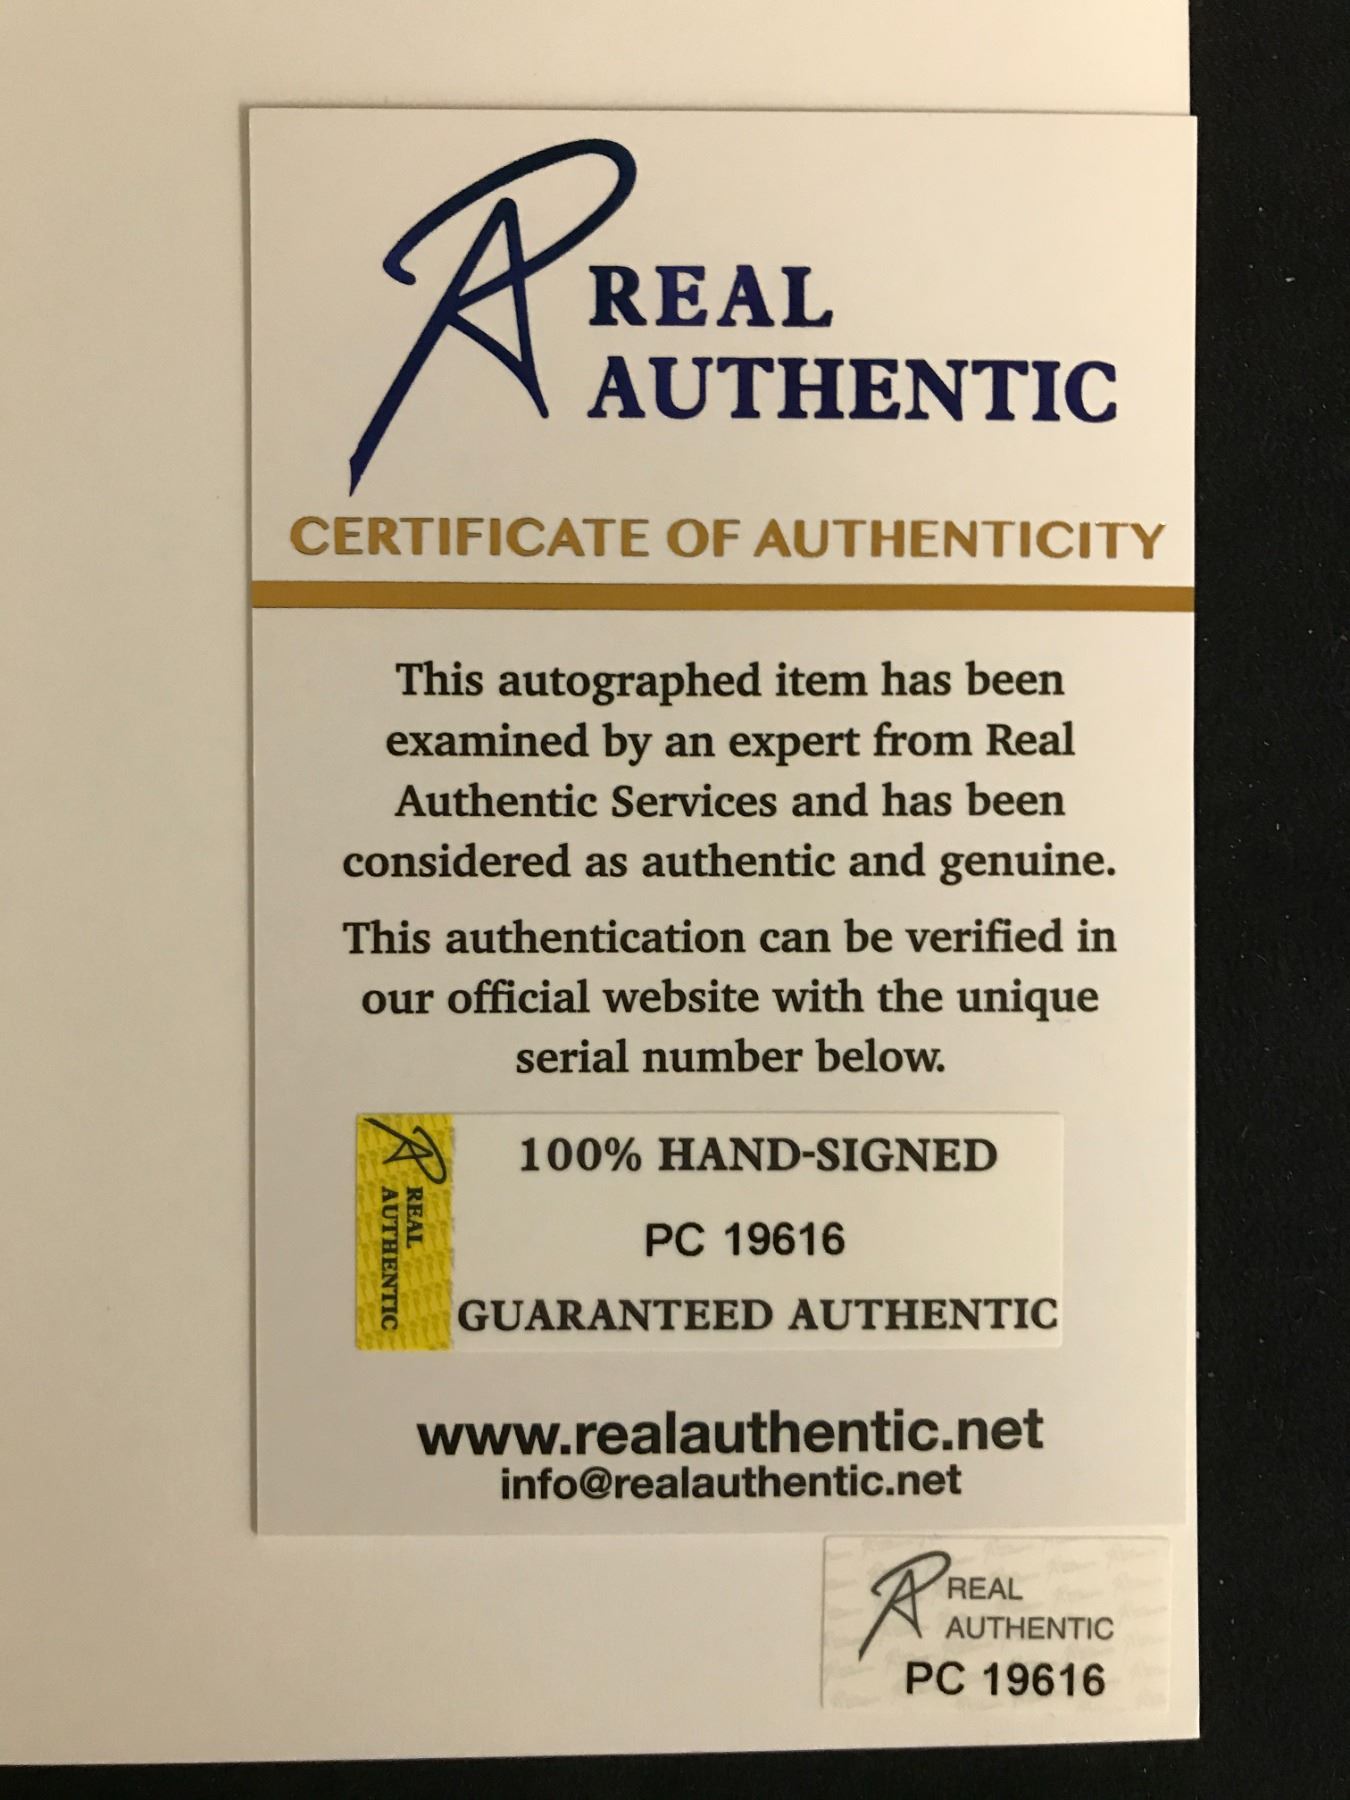 REAL
AUTHENTIC
CERTIFICATE OF AUTHENTICITY
This autographed item has been
examined by an expert from Real
Authentic Services and has been
considered as authentic and genuine.
This authentication can be verified in
our official website with the unique
serial number below.
REAL
AUTHENTIC
100% HAND-SIGNED
PC 19616
GUARANTEED AUTHENTIC
www.realauthentic.net
info@realauthentic.net
REAL
AUTHENTIC
PC 19616